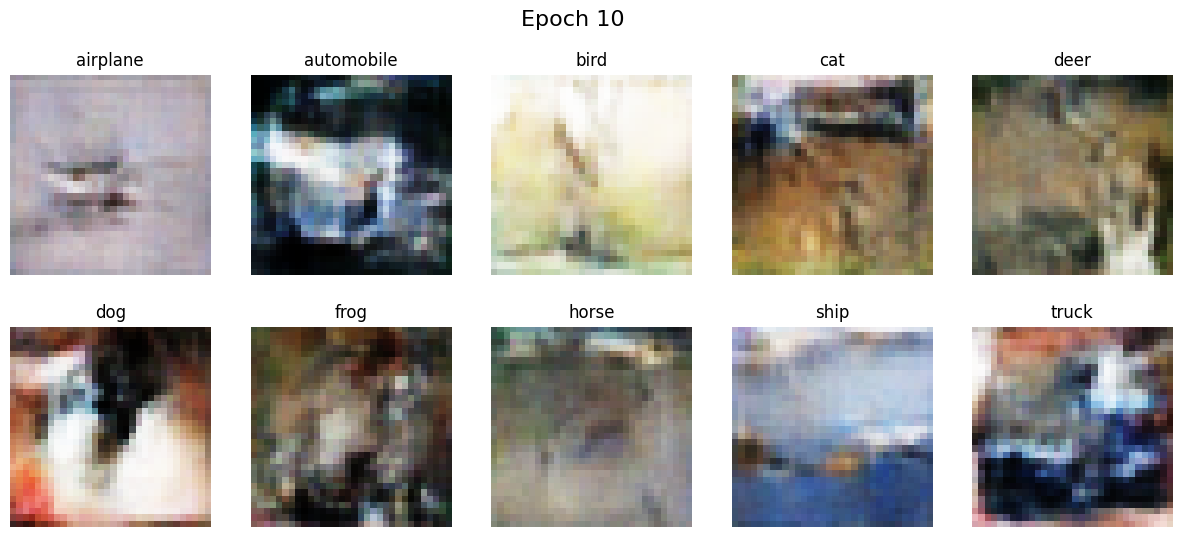 Epoch 10
airplane automobile bird cat deer
dog frog horse ship truck